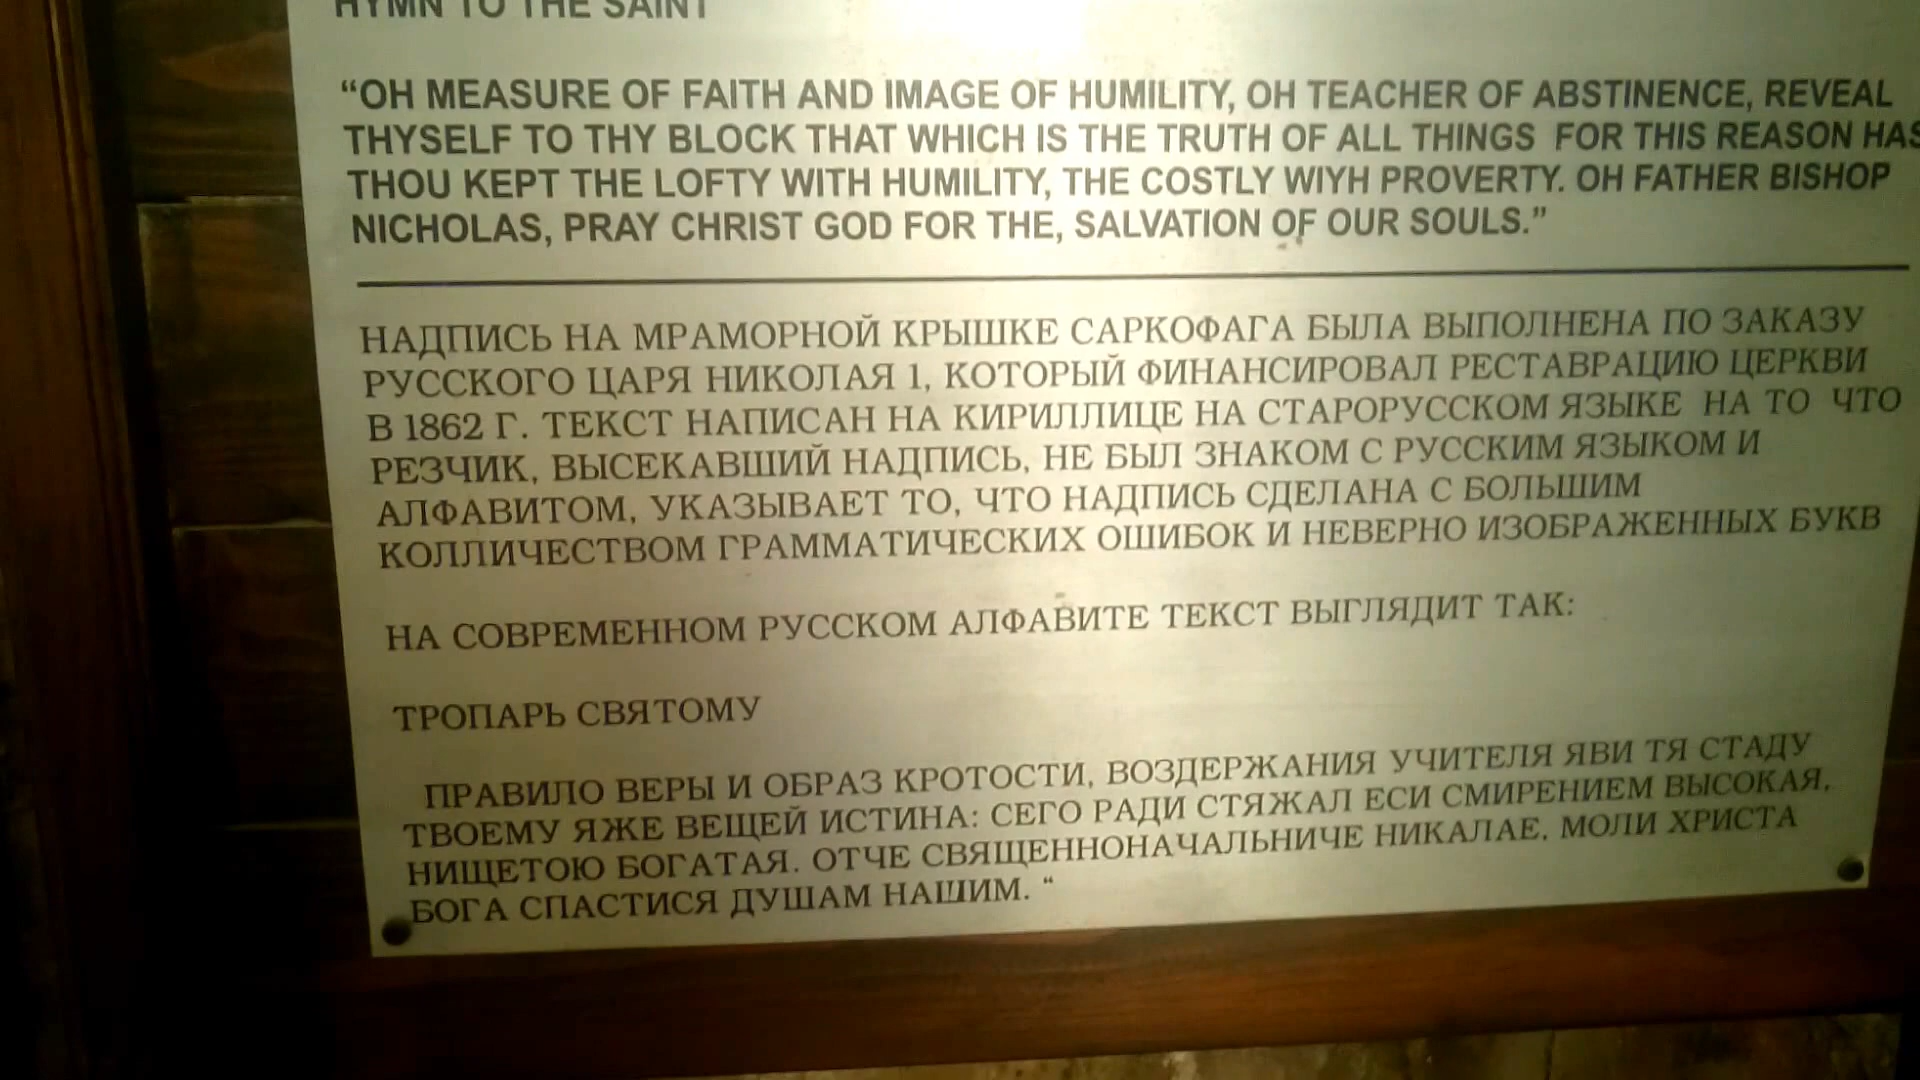 HYMN TO THE SAINT
“OH MEASURE OF FAITH AND IMAGE OF HUMILITY, OH TEACHER OF ABSTINENCE, REVEAL
THYSELF TO THY BLOCK THAT WHICH IS THE TRUTH OF ALL THINGS FOR THIS REASON HAS
THOU KEPT THE LOFTY WITH HUMILITY, THE COSTLY WIYH PROVERTY. OH FATHER BISHOP
NICHOLAS, PRAY CHRIST GOD FOR THE, SALVATION OF OUR SOULS.”
НАДПИСЬ НА МРАМОРНОЙ КРЫШКЕ САРКОФАГА БЫЛА ВЫПОЛНЕНА ПО ЗАКАЗУ
РУССКОГО ЦАРЯ НИКОЛАЯ 1, КОТОРЫЙ ФИНАНСИРОВАЛ РЕСТАВРАЦИЮ ЦЕРКВИ
В 1862 Г. ТЕКСТ НАПИСАН НА КИРИЛЛИЦЕ НА СТАРОРУССКОМ ЯЗЫКЕ НА ТО ЧТО
РЕЗЧИК, ВЫСЕКАВШИЙ НАДПИСЬ, НЕ БЫЛ ЗНАКОМ С РУССКИМ ЯЗЫКОМ И
АЛФАВИТОМ, УКАЗЫВАЕТ ТО, ЧТО НАДПИСЬ СДЕЛАНА С БОЛЬШИМ
КОЛЛИЧЕСТВОМ ГРАММАТИЧЕСКИХ ОШИБОК И НЕВЕРНО ИЗОБРАЖЕННЫХ БУКВ
НА СОВРЕМЕННОМ РУССКОМ АЛФАВИТЕ ТЕКСТ ВЫГЛЯДИТ ТАК:
ТРОПАРЬ СВЯТОМУ
ПРАВИЛО ВЕРЫ И ОБРАЗ КРОТОСТИ, ВОЗДЕРЖАНИЯ УЧИТЕЛЯ ЯВИ ТЯ СТАДУ
ТВОЕМУ ЯЖЕ ВЕЩЕЙ ИСТИНА: СЕГО РАДИ СТЯЖАЛ ЕСИ СМИРЕНИЕМ ВЫСОКАЯ,
НИЩЕТОЮ БОГАТАЯ. ОТЧЕ СВЯЩЕННОНАЧАЛЬНИЧЕ НИКАЛАЕ, МОЛИ ХРИСТА
БОГА СПАСТИСЯ ДУШАМ НАШИМ. “